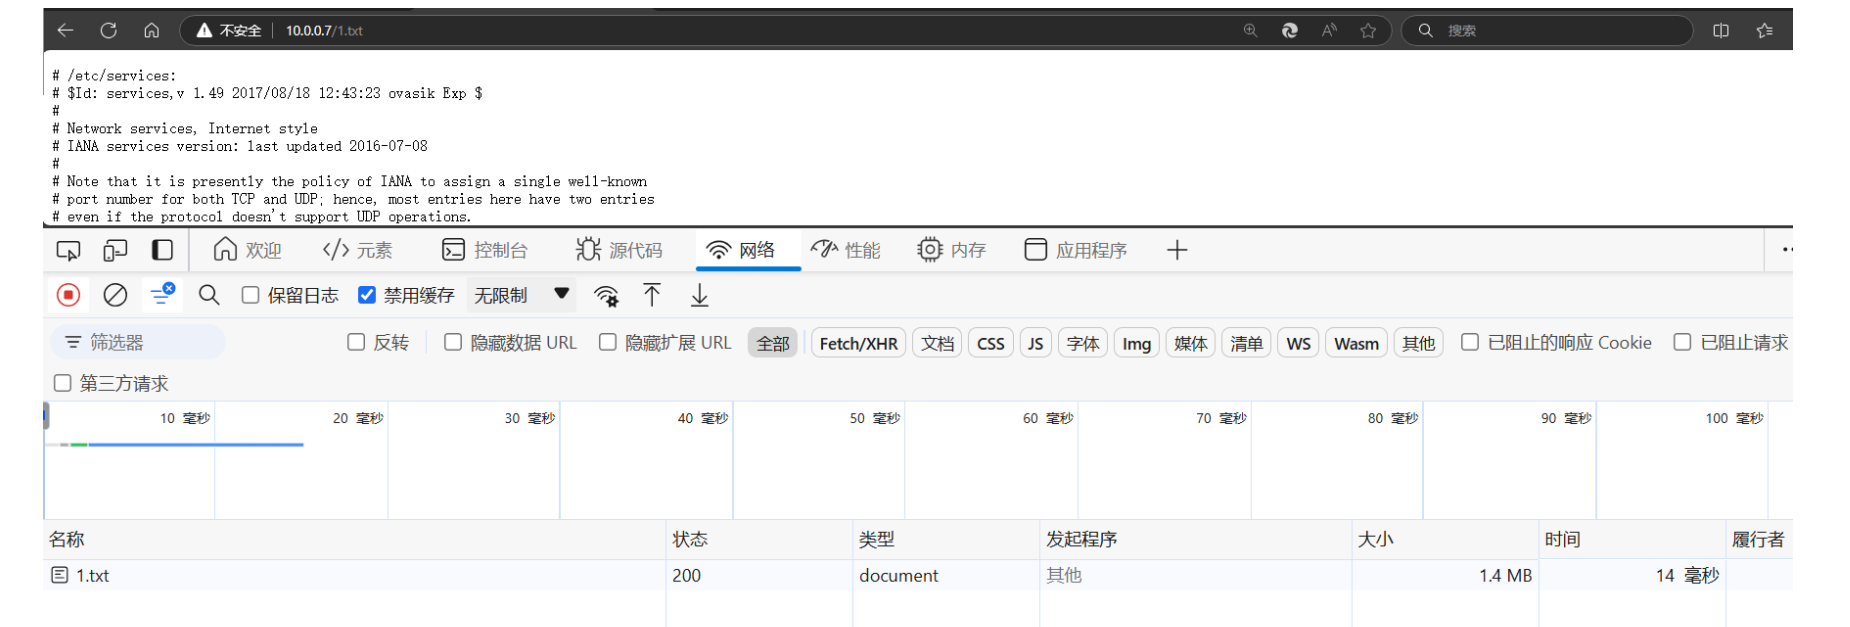 不安全 | 10.0.0.7/1.txt 搜索
# /etc/services:
# $Id: services,v 1.49 2017/08/18 12:43:23 ovasik Exp $
#
# Network services, Internet style
# IANA services version: last updated 2016-07-08
#
# Note that it is presently the policy of IANA to assign a single well-known
# port number for both TCP and UDP; hence, most entries here have two entries
# even if the protocol doesn't support UDP operations.
欢迎 元素 控制台 源代码 网络 性能 内存 应用程序
保留日志 禁用缓存 无限制
筛选器 反转 隐藏数据 URL 隐藏扩展 URL 全部 Fetch/XHR 文档 CSS JS 字体 Img 媒体 清单 WS Wasm 其他 已阻止的响应 Cookie 已阻止请求
第三方请求
10 毫秒 20 毫秒 30 毫秒 40 毫秒 50 毫秒 60 毫秒 70 毫秒 80 毫秒 90 毫秒 100 毫秒
名称 状态 类型 发起程序 大小 时间 履行者
1.txt 200 document 其他 1.4 MB 14 毫秒